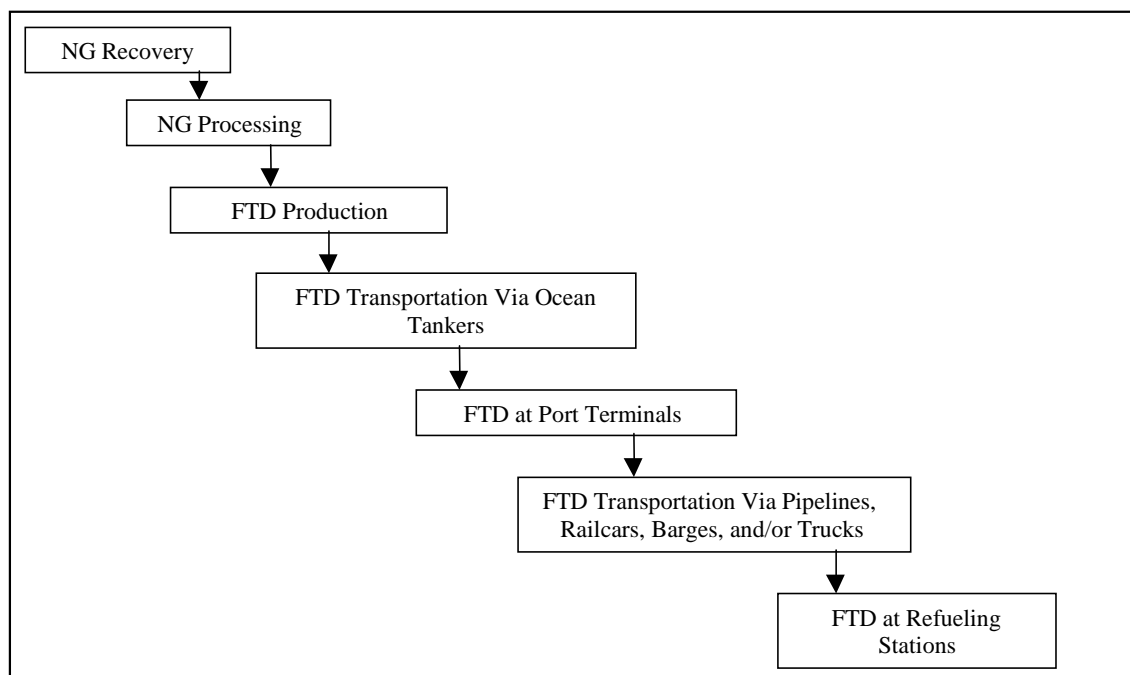 NG Recovery
NG Processing
FTD Production
FTD Transportation Via Ocean
Tankers
FTD at Port Terminals
FTD Transportation Via Pipelines,
Railcars, Barges, and/or Trucks
FTD at Refueling
Stations